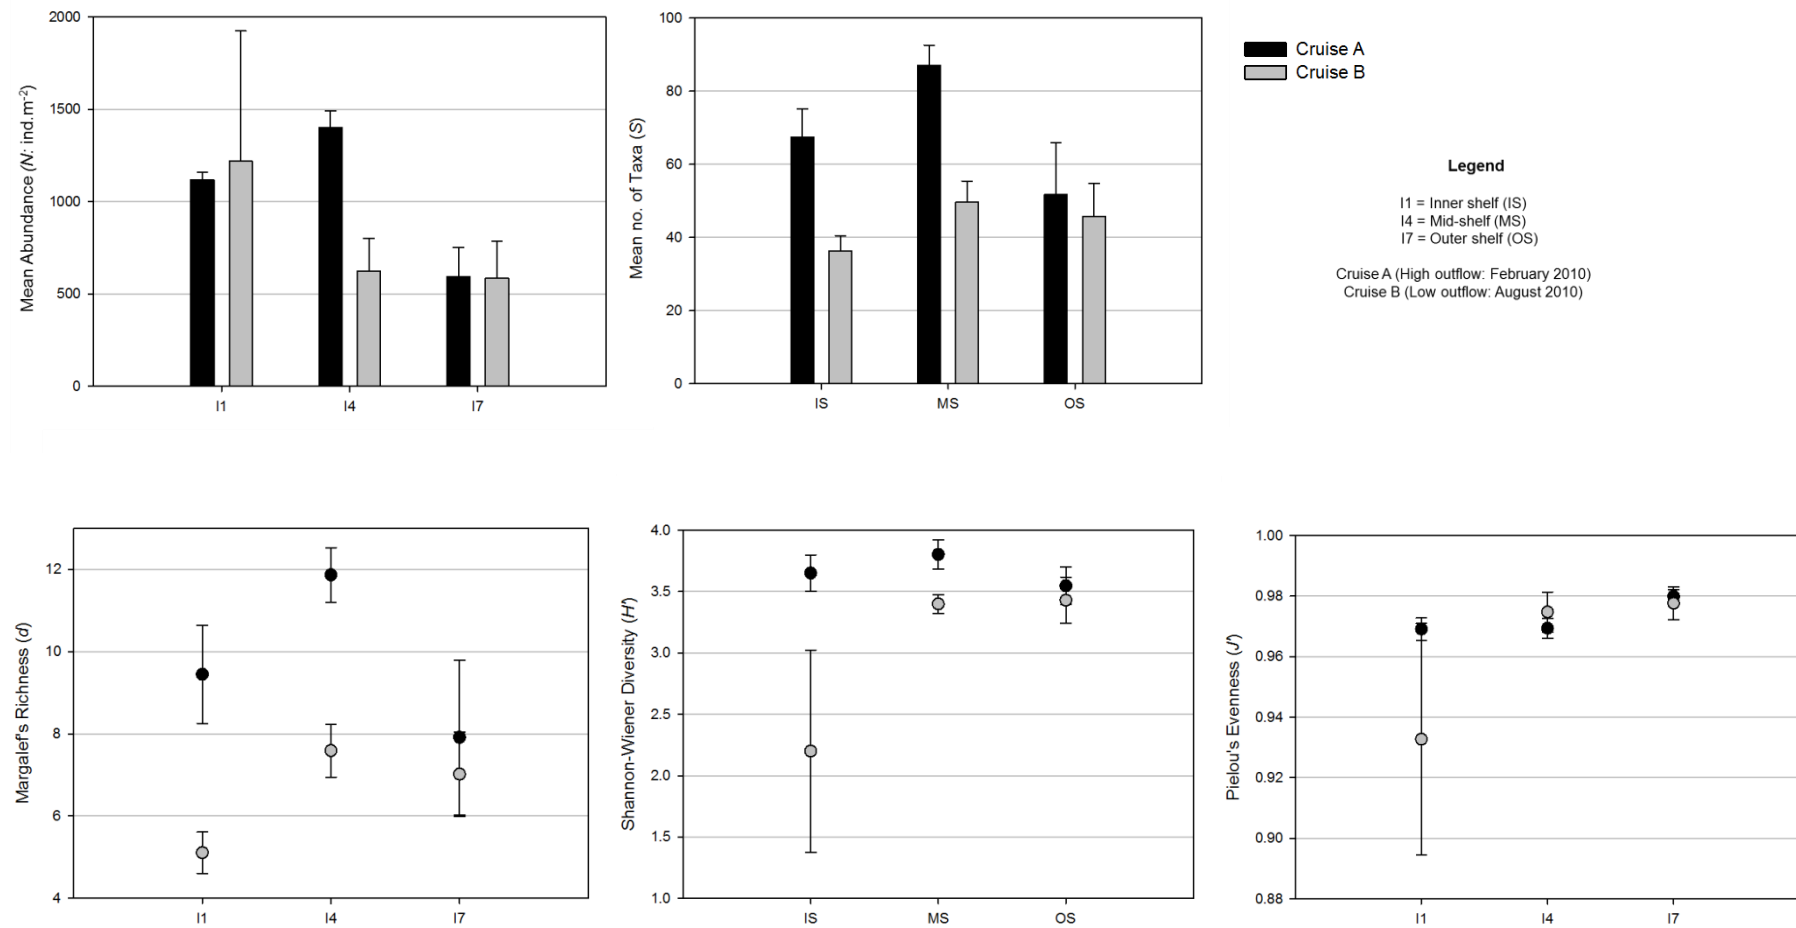 2000
1500
1000
500
0
Mean Abundance (N: ind.m-2)
I1
I4
I7
100
80
60
40
20
0
Mean no. of Taxa (S)
IS
MS
OS
Cruise A
Cruise B
Legend
I1 = Inner shelf (IS)
I4 = Mid-shelf (MS)
I7 = Outer shelf (OS)
Cruise A (High outflow: February 2010)
Cruise B (Low outflow: August 2010)
12
10
8
6
4
Margalef's Richness (d)
I1
I4
I7
4.0
3.5
3.0
2.5
2.0
1.5
1.0
Shannon-Wiener Diversity (H')
IS
MS
OS
1.00
0.98
0.96
0.94
0.92
0.90
0.88
Pielou's Evenness (J')
I1
I4
I7